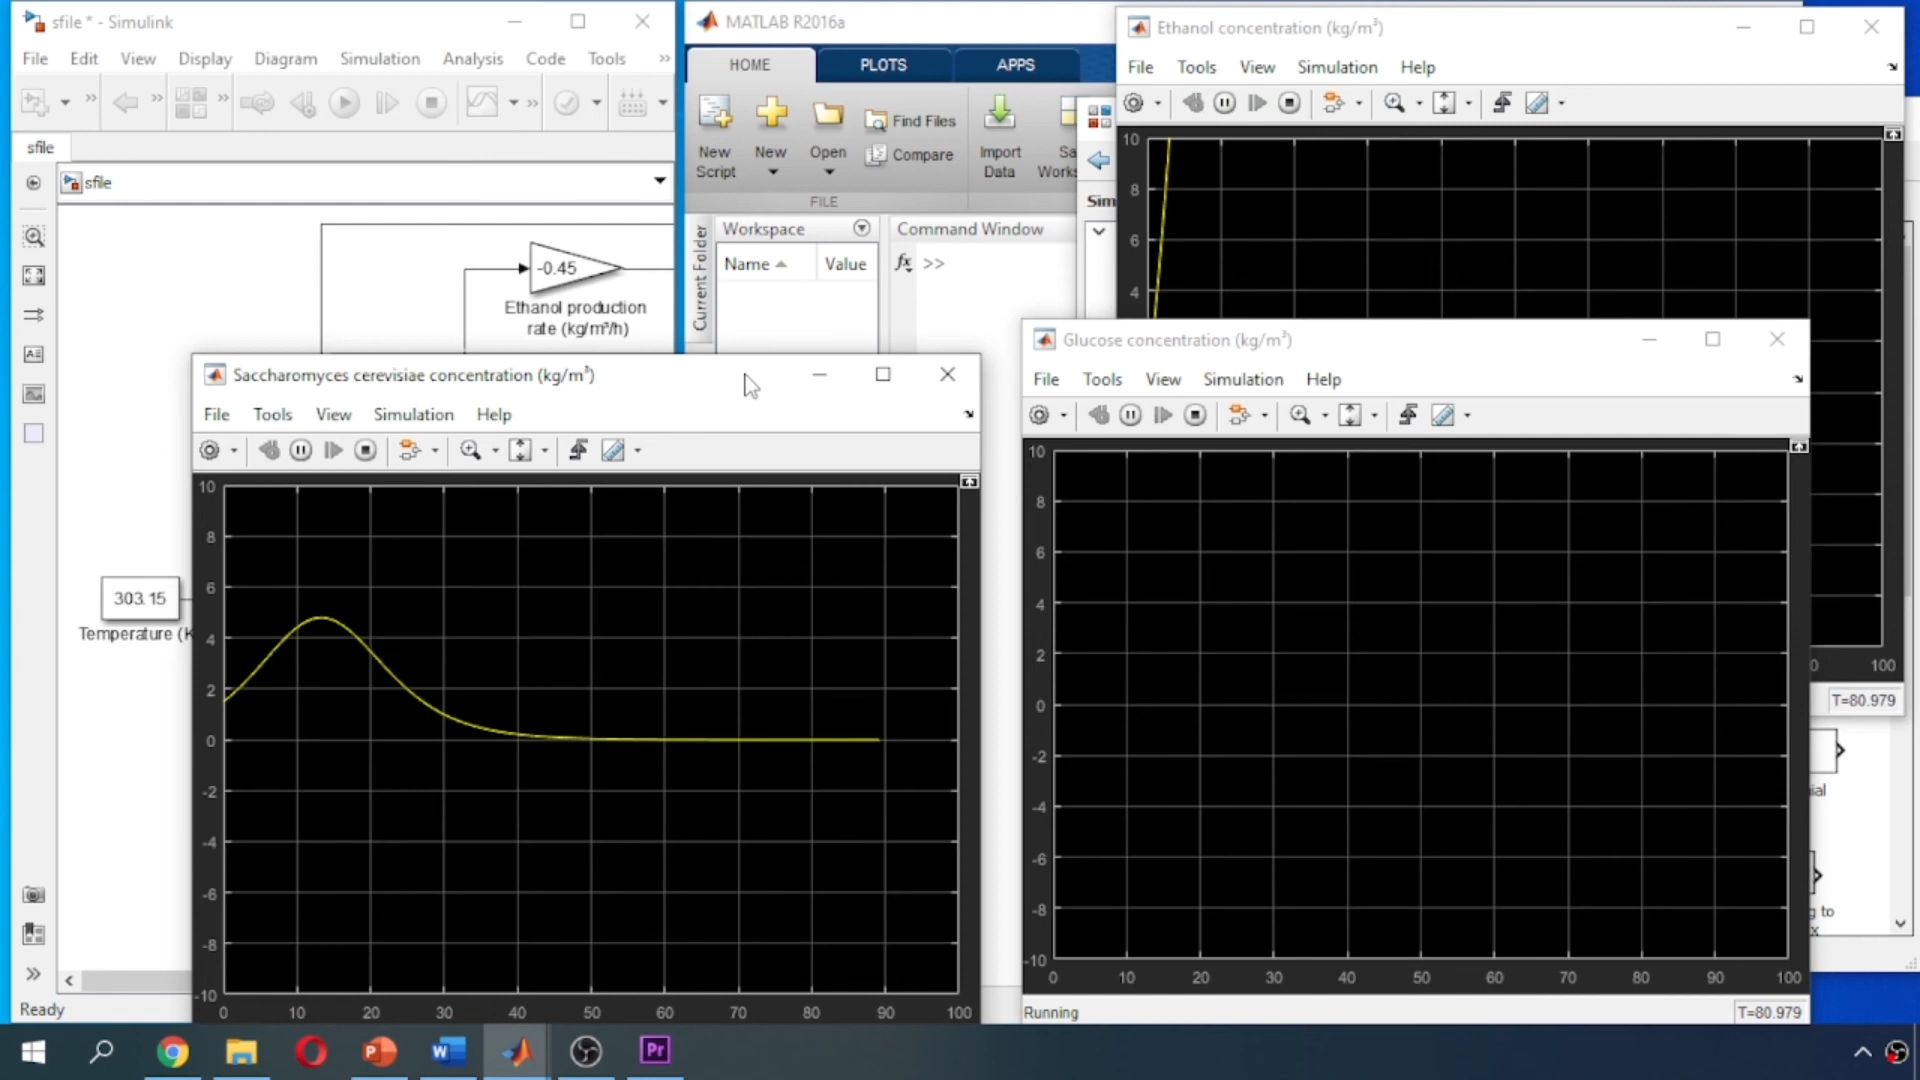 sfile * - Simulink
File Edit View Display Diagram Simulation Analysis Code Tools »
sfile
sfile
-0.45
Ethanol production
rate (kg/m³/h)
303.15
Temperature (K
Ready
MATLAB R2016a
HOME PLOTS APPS
New
Script
New
Open
Find Files
Compare
Import
Data
Sa
Works
FILE
Current Folder
Workspace
Name Value
Command Window
fx >>
Sim
Ethanol concentration (kg/m³)
File Tools View Simulation Help
10
8
6
4
0 100
T=80.979
ial
g to
x
Saccharomyces cerevisiae concentration (kg/m³)
File Tools View Simulation Help
10
8
6
4
2
0
-2
-4
-6
-8
-10
0 10 20 30 40 50 60 70 80 90 100
Glucose concentration (kg/m³)
File Tools View Simulation Help
10
8
6
4
2
0
-2
-4
-6
-8
-10
0 10 20 30 40 50 60 70 80 90 100
Running T=80.979
P W Pr